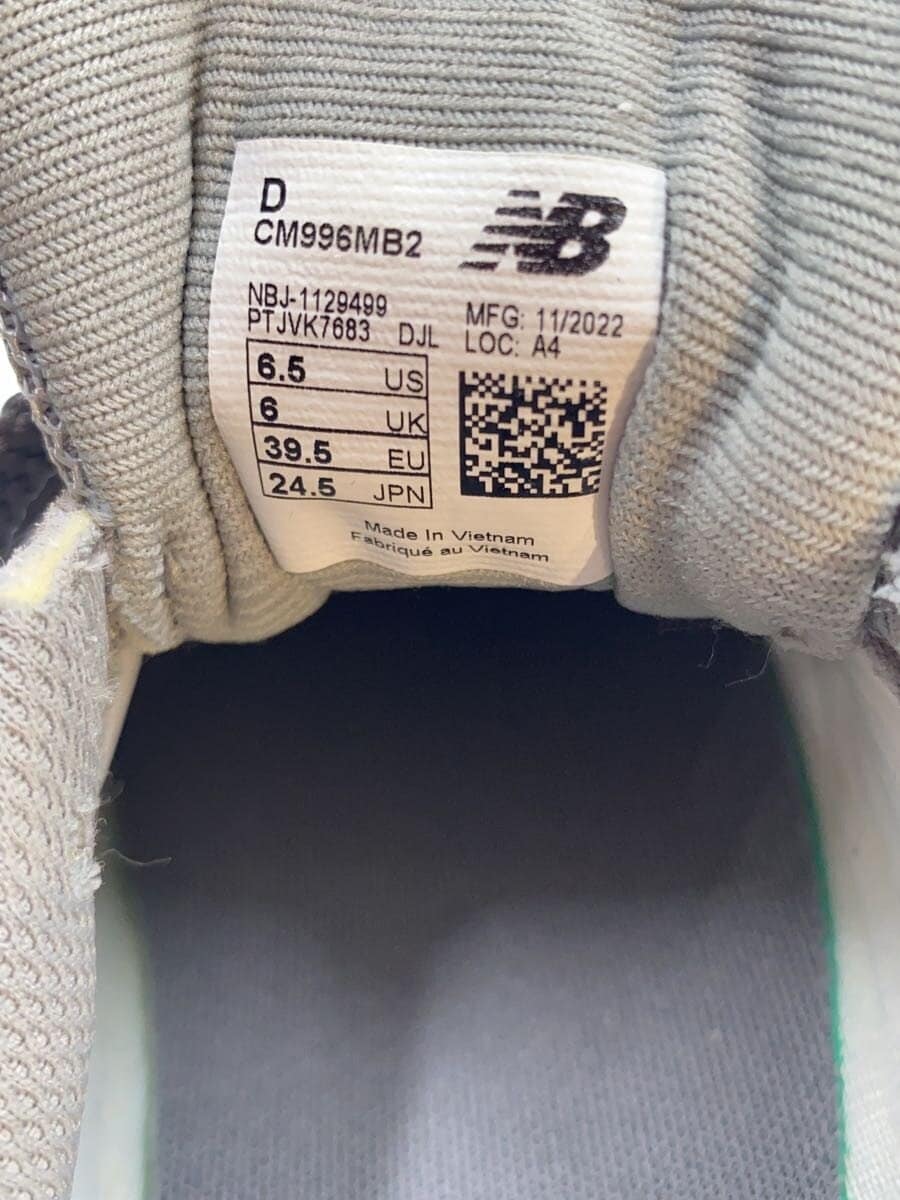 D
CM996MB2
NB
NBJ-1129499
PTJVK7683 DJL
MFG: 11/2022
LOC: A4
6.5 US
6 UK
39.5 EU
24.5 JPN
Made In Vietnam
Fabriqué au Vietnam